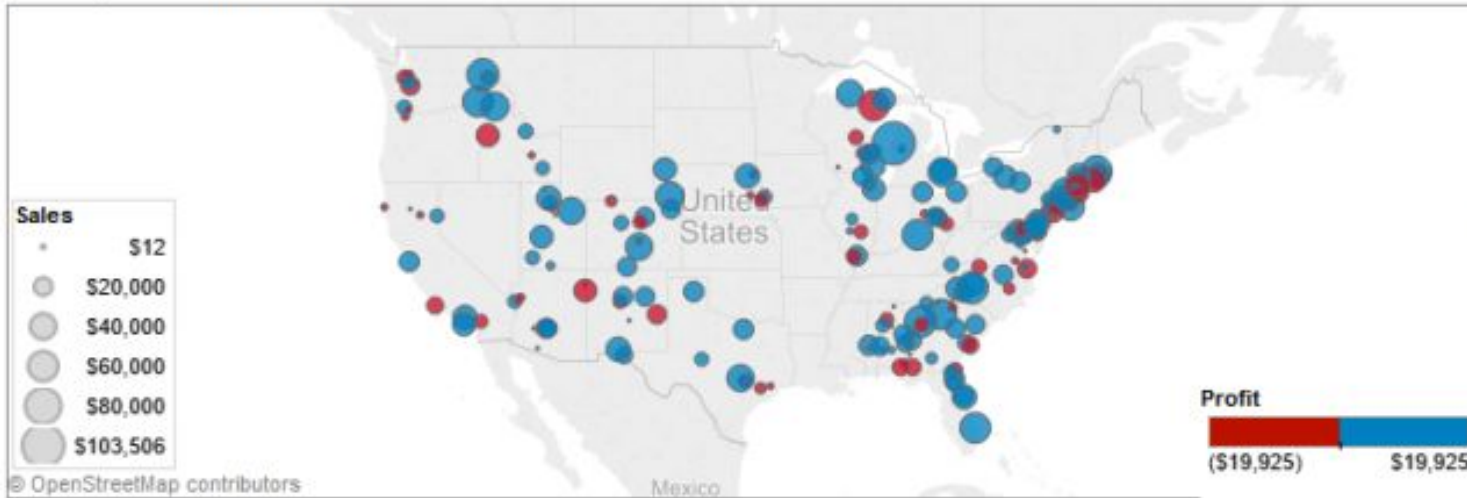 United
States
Sales
$12
$20,000
$40,000
$60,000
$80,000
$103,506
Profit
($19,925)
$19,925
© OpenStreetMap contributors
Mexico